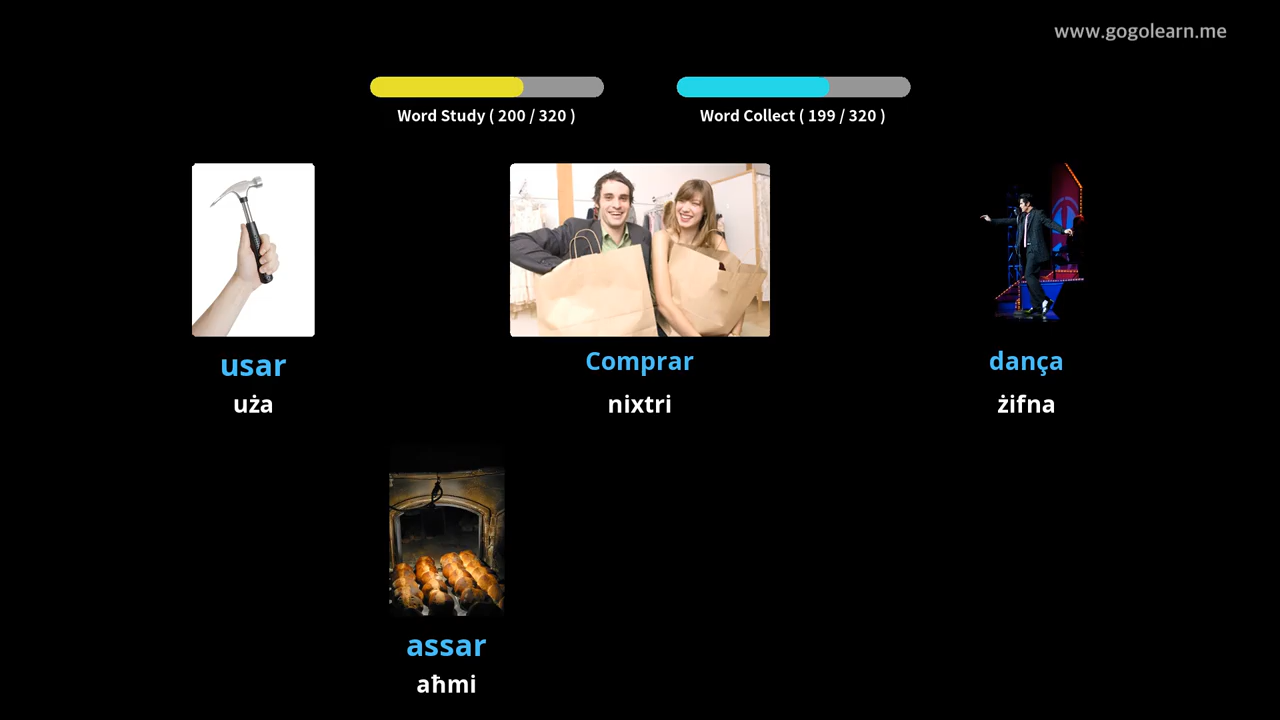 www.gogolearn.me
Word Study ( 200 / 320 )
Word Collect ( 199 / 320 )
usar
Comprar
dança
uża
nixtri
żifna
assar
aħmi